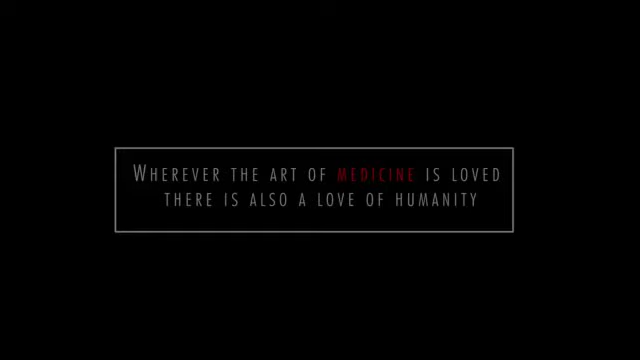 Wherever the art of medicine is loved
there is also a love of humanity